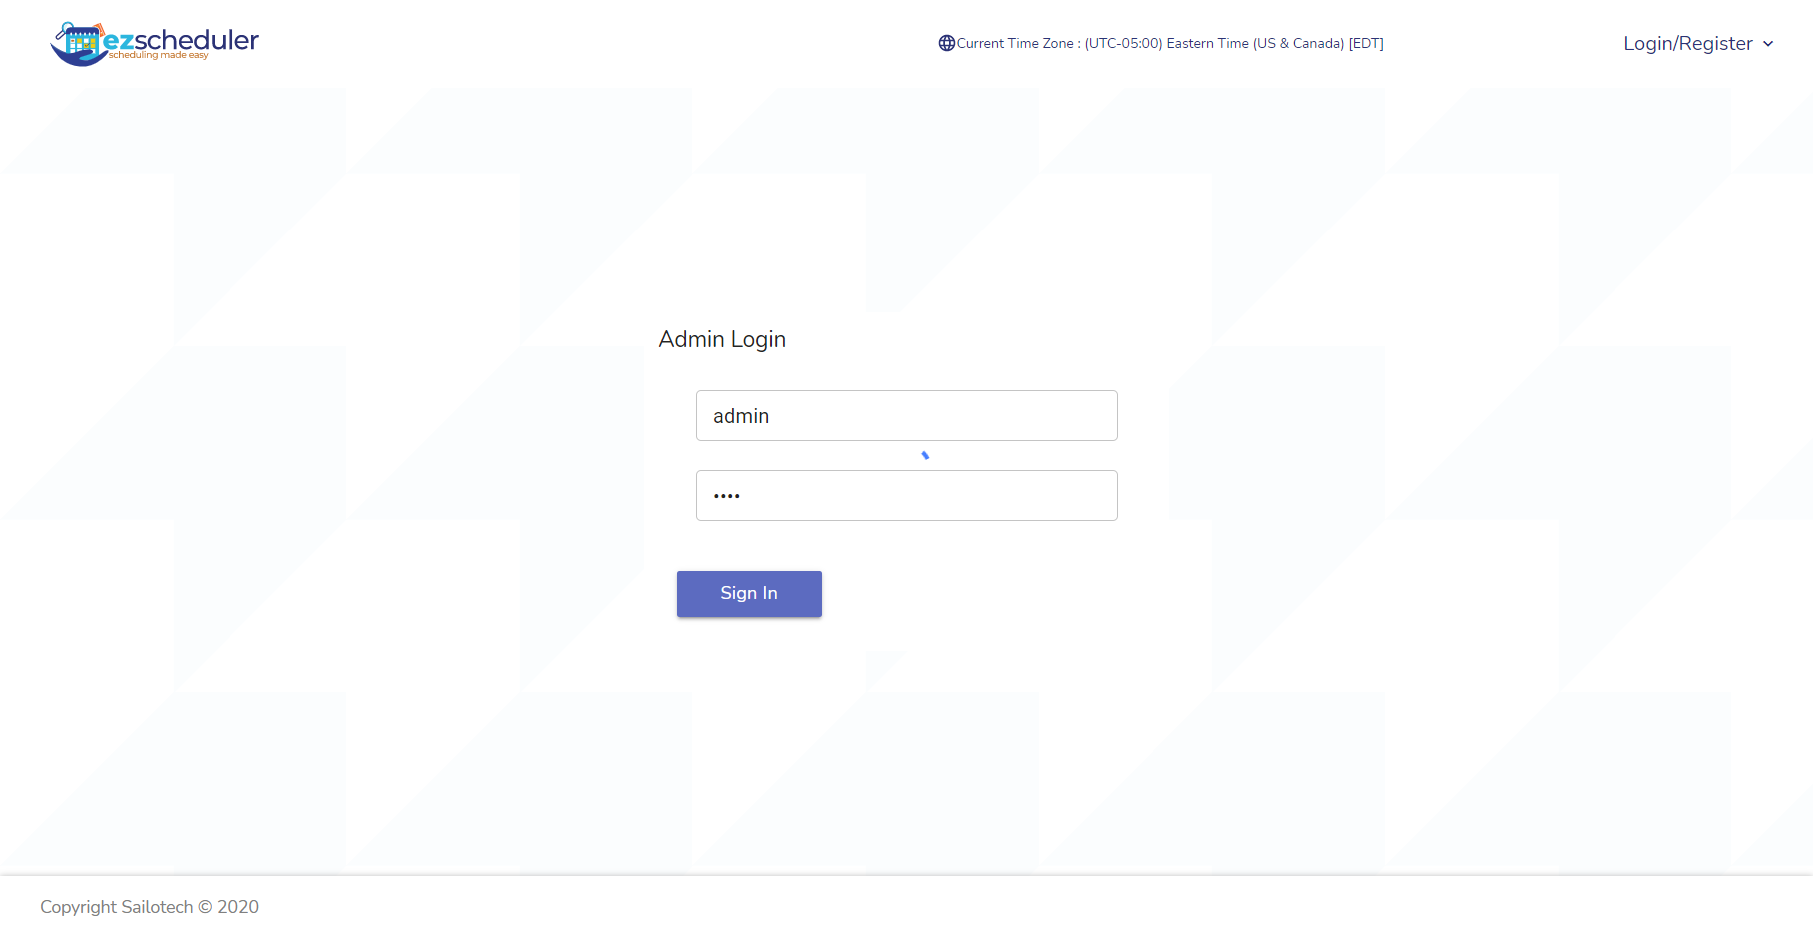 ezscheduler
scheduling made easy
Current Time Zone : (UTC-05:00) Eastern Time (US & Canada) [EDT]
Login/Register
Admin Login
admin
••••
Sign In
Copyright Sailotech © 2020